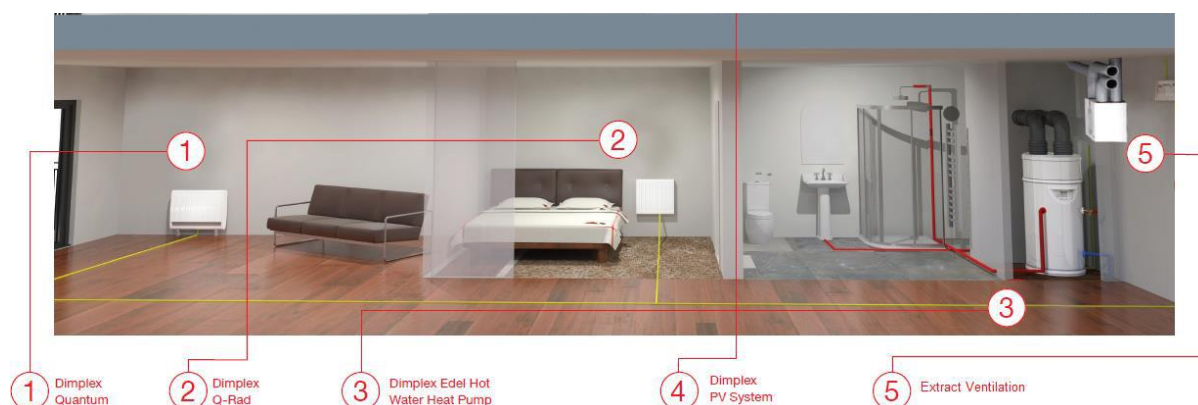 1
2
3
5
1
Dimplex
Quantum
2
Dimplex
Q-Rad
3
Dimplex Edel Hot
Water Heat Pump
4
Dimplex
PV System
5
Extract Ventilation